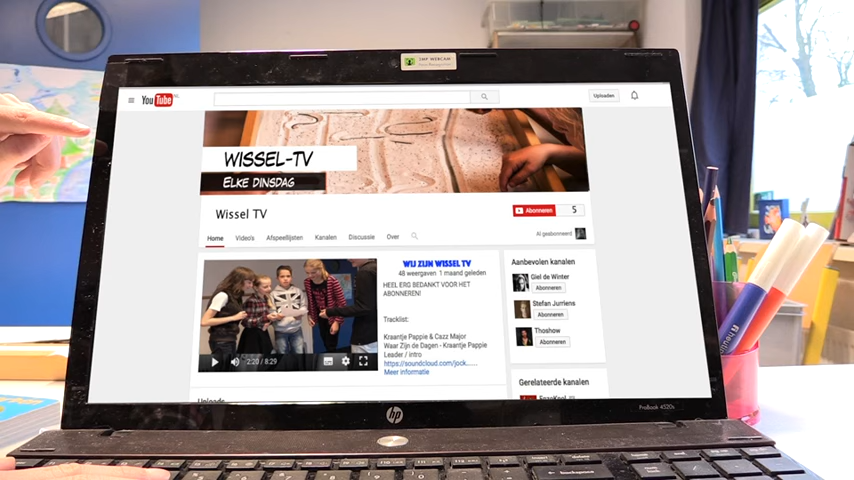 YouTube NL
Uploaden
WISSEL-TV
ELKE DINSDAG
Wissel TV
Abonneren 5
Home Video's Afspeellijsten Kanalen Discussie Over
Al geabonneerd
WIJ ZIJN WISSEL TV
48 weergaven 1 maand geleden
HEEL ERG BEDANKT VOOR HET
ABONNEREN!
Tracklist:
Kraantje Pappie & Cazz Major
Waar Zijn de Dagen - Kraantje Pappie
Leader / intro
https://soundcloud.com/jock......
Meer informatie
2:20 / 8:29
Aanbevolen kanalen
Giel de Winter
Abonneren
Stefan Jurriens
Abonneren
Thoshow
Abonneren
Gerelateerde kanalen
Uploads
hp
ProBook 4520s